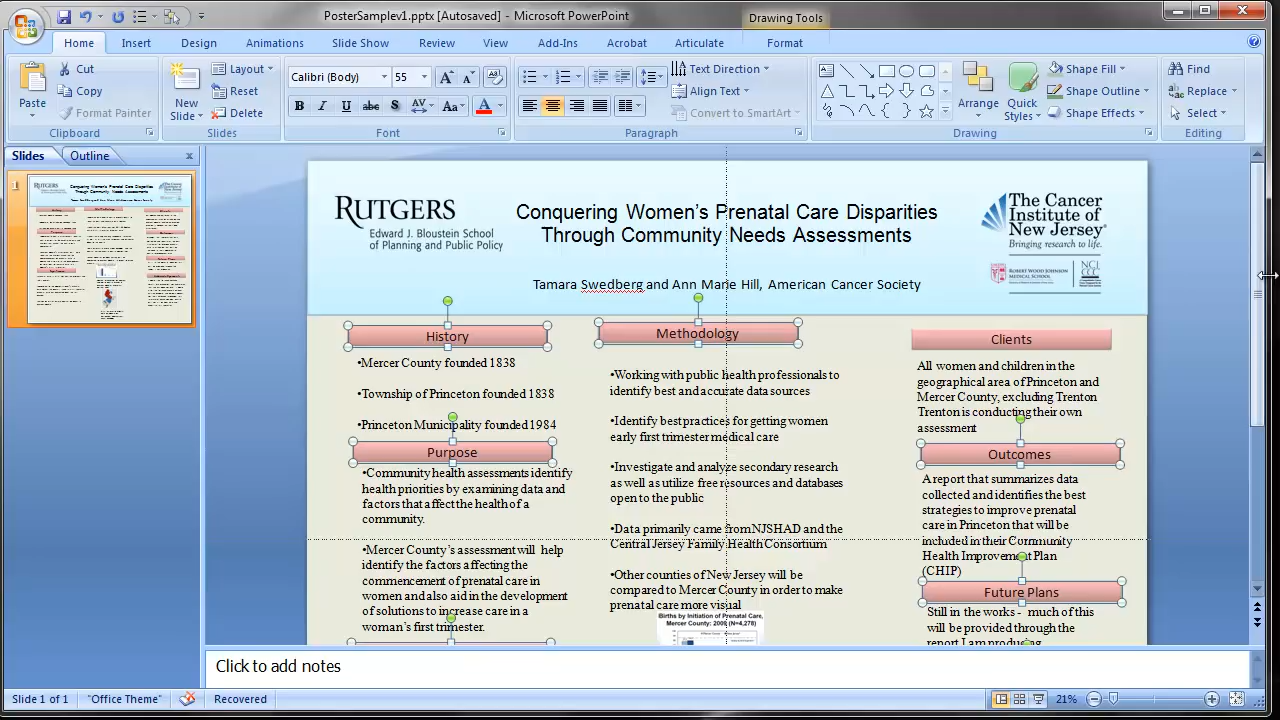 PosterSamplev1.pptx [Autosaved] - Microsoft PowerPoint
Drawing Tools
Home Insert Design Animations Slide Show Review View Add-Ins Acrobat Articulate Format
Paste
Cut
Copy
Format Painter
Clipboard
New
Slide
Layout
Reset
Delete
Slides
Calibri (Body) 55
B I U abc S AV Aa A
Font
Text Direction
Align Text
Convert to SmartArt
Paragraph
Arrange
Quick
Styles
Shape Fill
Shape Outline
Shape Effects
Drawing
Find
Replace
Select
Editing
Slides Outline
1
RUTGERS
Edward J. Bloustein School
of Planning and Public Policy
Conquering Women's Prenatal Care Disparities
Through Community Needs Assessments
Tamara Swedberg and Ann Marie Hill, American Cancer Society
The Cancer
Institute of
New Jersey
Bringing research to life.
ROBERT WOOD JOHNSON
MEDICAL SCHOOL
NCI
CCC
History
•Mercer County founded 1838
•Township of Princeton founded 1838
•Princeton Municipality founded 1984
Purpose
•Community health assessments identify
health priorities by examining data and
factors that affect the health of a
community.
•Mercer County's assessment will help
identify the factors affecting the
commencement of prenatal care in
women and also aid in the development
of solutions to increase care in a
woman's first trimester.
Methodology
•Working with public health professionals to
identify best and accurate data sources
•Identify best practices for getting women
early first trimester medical care
•Investigate and analyze secondary research
as well as utilize free resources and databases
open to the public
•Data primarily came from NJSHAD and the
Central Jersey Family Health Consortium
•Other counties of New Jersey will be
compared to Mercer County in order to make
prenatal care more visual
Births by Initiation of Prenatal Care,
Mercer County: 2008 (N=4,278)
Clients
All women and children in the
geographical area of Princeton and
Mercer County, excluding Trenton
Trenton is conducting their own
assessment
Outcomes
A report that summarizes data
collected and identifies the best
strategies to improve prenatal
care in Princeton that will be
included in their Community
Health Improvement Plan
(CHIP)
Future Plans
Still in the works - much of this
will be provided through the
report I am producing
Click to add notes
Slide 1 of 1 "Office Theme" Recovered 21%